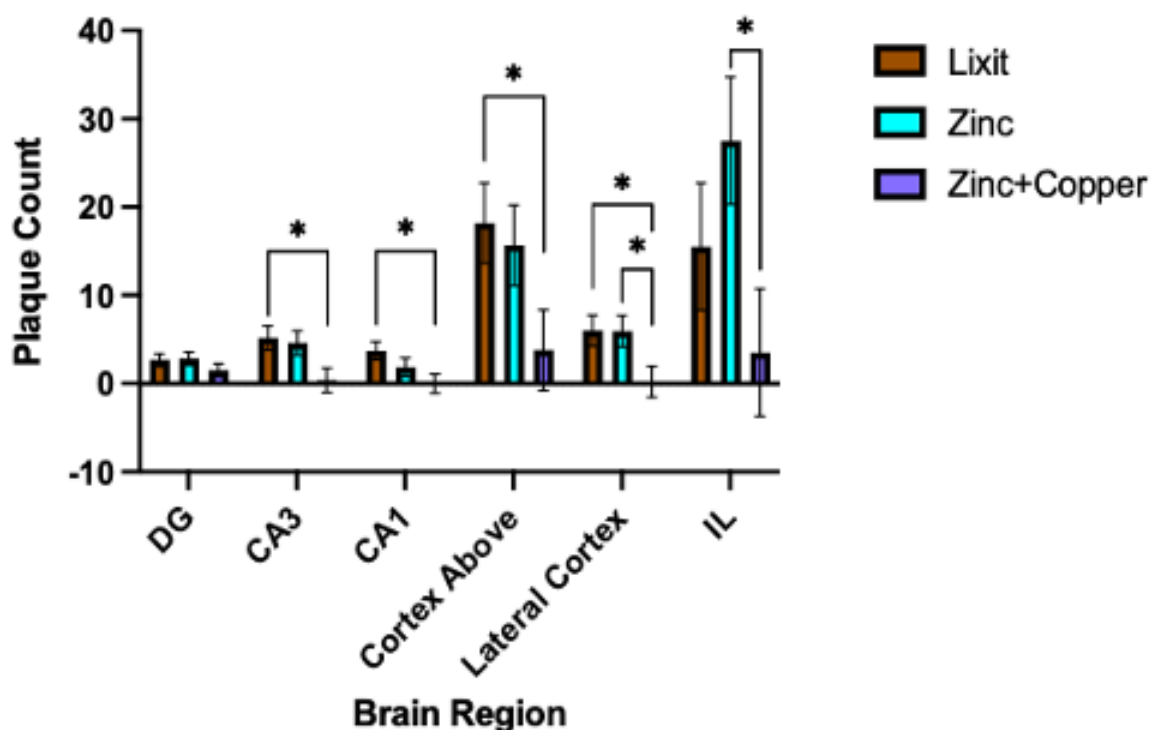 40
30
20
10
0
-10
Plaque Count
*
*
*
*
*
*
DG
CA3
CA1
Cortex Above
Lateral Cortex
IL
Brain Region
Lixit
Zinc
Zinc+Copper